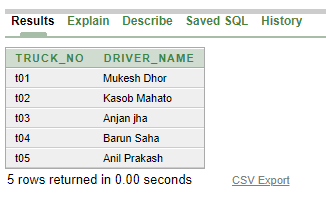 Results Explain Describe Saved SQL History
TRUCK_NO DRIVER_NAME
t01 Mukesh Dhor
t02 Kasob Mahato
t03 Anjan jha
t04 Barun Saha
t05 Anil Prakash
5 rows returned in 0.00 seconds CSV Export